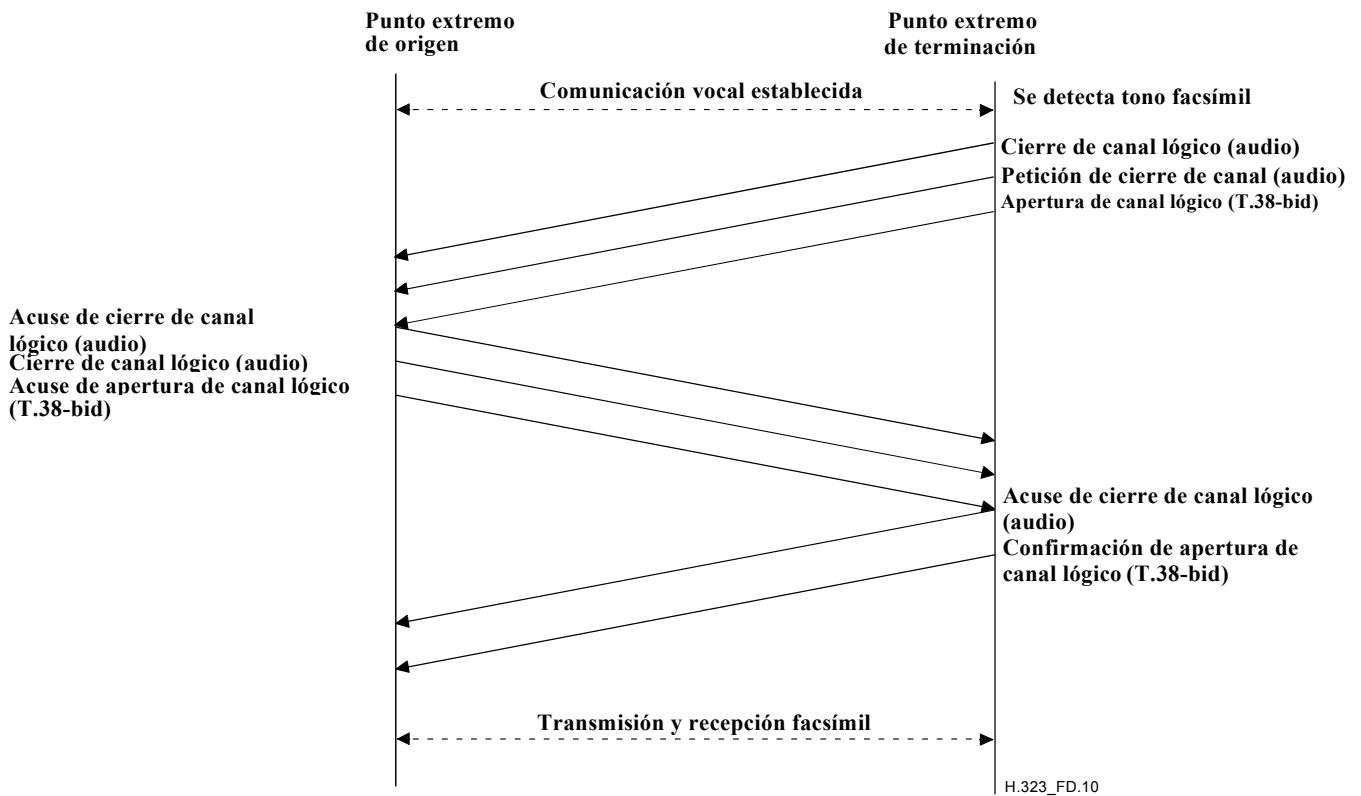 Punto extremo
de origen
Punto extremo
de terminación
Comunicación vocal establecida
Se detecta tono facsímil
Cierre de canal lógico (audio)
Petición de cierre de canal (audio)
Apertura de canal lógico (T.38-bid)
Acuse de cierre de canal
lógico (audio)
Cierre de canal lógico (audio)
Acuse de apertura de canal lógico
(T.38-bid)
Acuse de cierre de canal lógico
(audio)
Confirmación de apertura de
canal lógico (T.38-bid)
Transmisión y recepción facsímil
H.323_FD.10